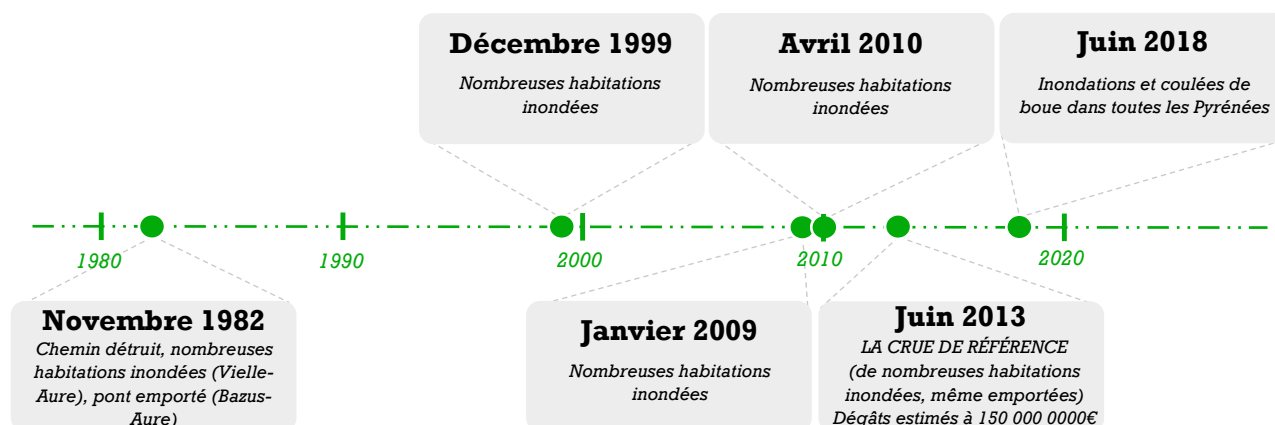 Décembre 1999
Nombreuses habitations
inondées
Avril 2010
Nombreuses habitations
inondées
Juin 2018
Inondations et coulées de
boue dans toutes les Pyrénées
1980
1990
2000
2010
2020
Novembre 1982
Chemin détruit, nombreuses
habitations inondées (Vielle-
Aure), pont emporté (Bazus-
Aure)
Janvier 2009
Nombreuses habitations
inondées
Juin 2013
LA CRUE DE RÉFÉRENCE
(de nombreuses habitations
inondées, même emportées)
Dégâts estimés à 150 000 0000€